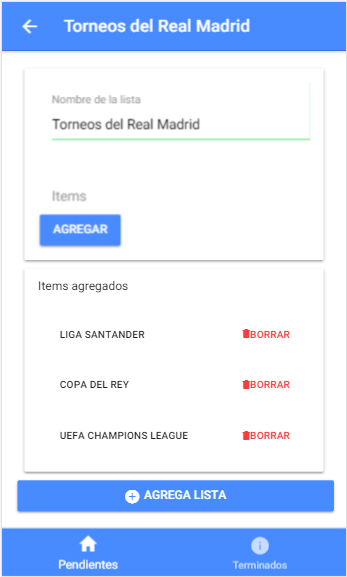 Torneos del Real Madrid
Nombre de la lista
Torneos del Real Madrid
Items
AGREGAR
Items agregados
LIGA SANTANDER BORRAR
COPA DEL REY BORRAR
UEFA CHAMPIONS LEAGUE BORRAR
AGREGA LISTA
Pendientes Terminados